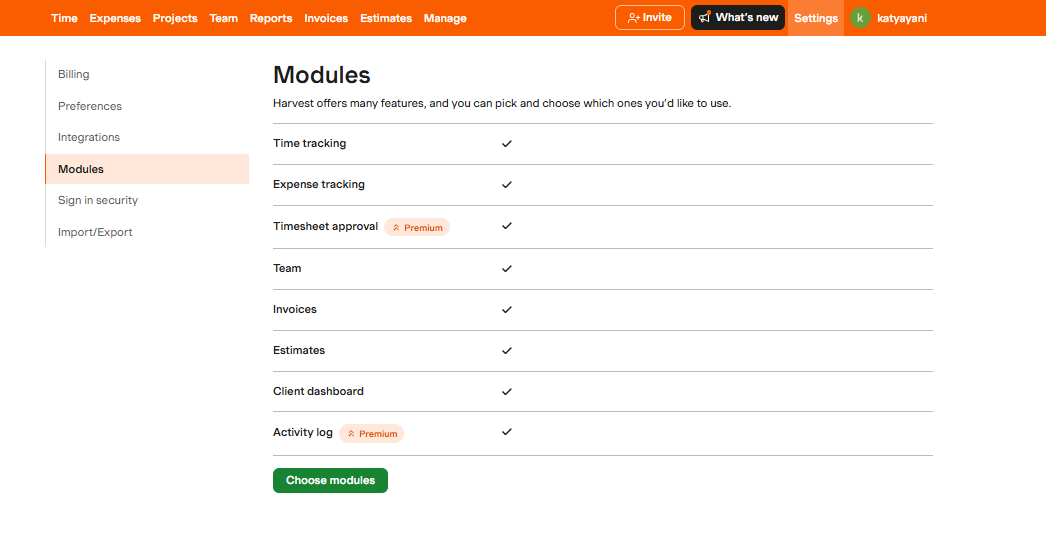 Time Expenses Projects Team Reports Invoices Estimates Manage Invite What's new Settings k katyayani
Billing
Preferences
Integrations
Modules
Sign in security
Import/Export
Modules
Harvest offers many features, and you can pick and choose which ones you'd like to use.
Time tracking
Expense tracking
Timesheet approval Premium
Team
Invoices
Estimates
Client dashboard
Activity log Premium
Choose modules